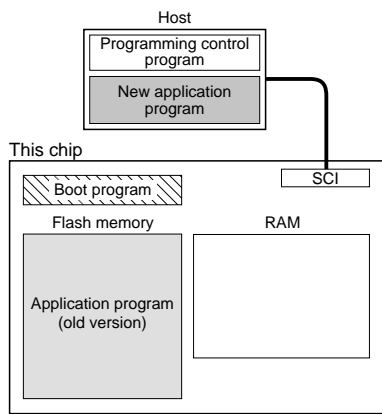 Host
Programming control
program
New application
program
This chip
SCI
Boot program
Flash memory
RAM
Application program
(old version)